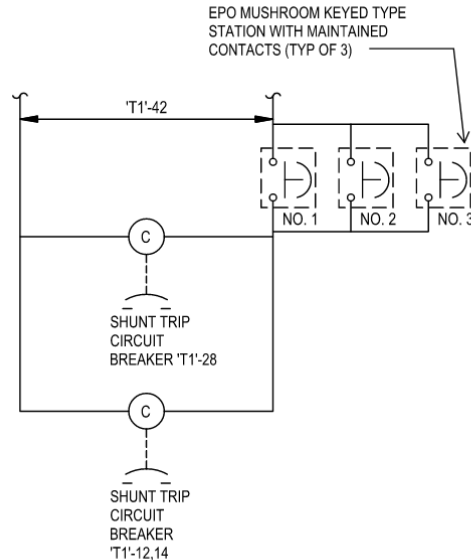 EPO MUSHROOM KEYED TYPE
STATION WITH MAINTAINED
CONTACTS (TYP OF 3)
'T1'-42
NO. 1
NO. 2
NO. 3
C
SHUNT TRIP
CIRCUIT
BREAKER 'T1'-28
C
SHUNT TRIP
CIRCUIT
BREAKER
'T1'-12,14